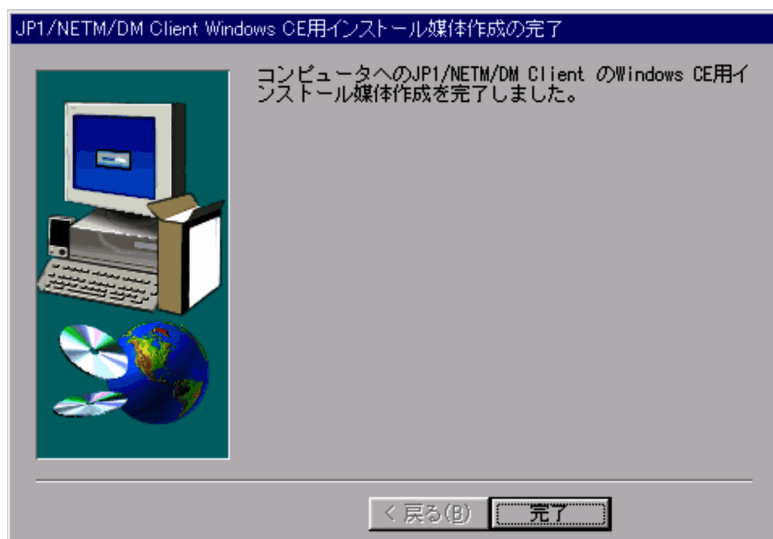 JP1/NETM/DM Client Windows CE用インストール媒体作成の完了
コンピュータへのJP1/NETM/DM Client のWindows CE用イ
ンストール媒体作成を完了しました。
< 戻る(B)
完了